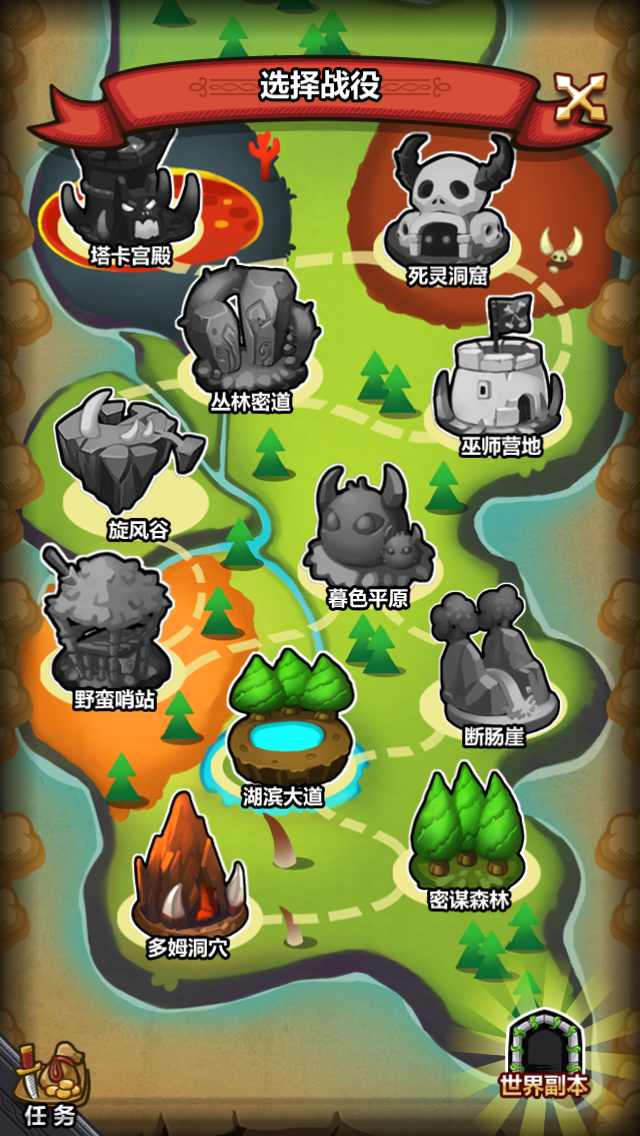 选择战役
塔卡宫殿
死灵洞窟
丛林密道
巫师营地
旋风谷
暮色平原
野蛮哨站
断肠崖
湖滨大道
密谋森林
多姆洞穴
世界副本
任务